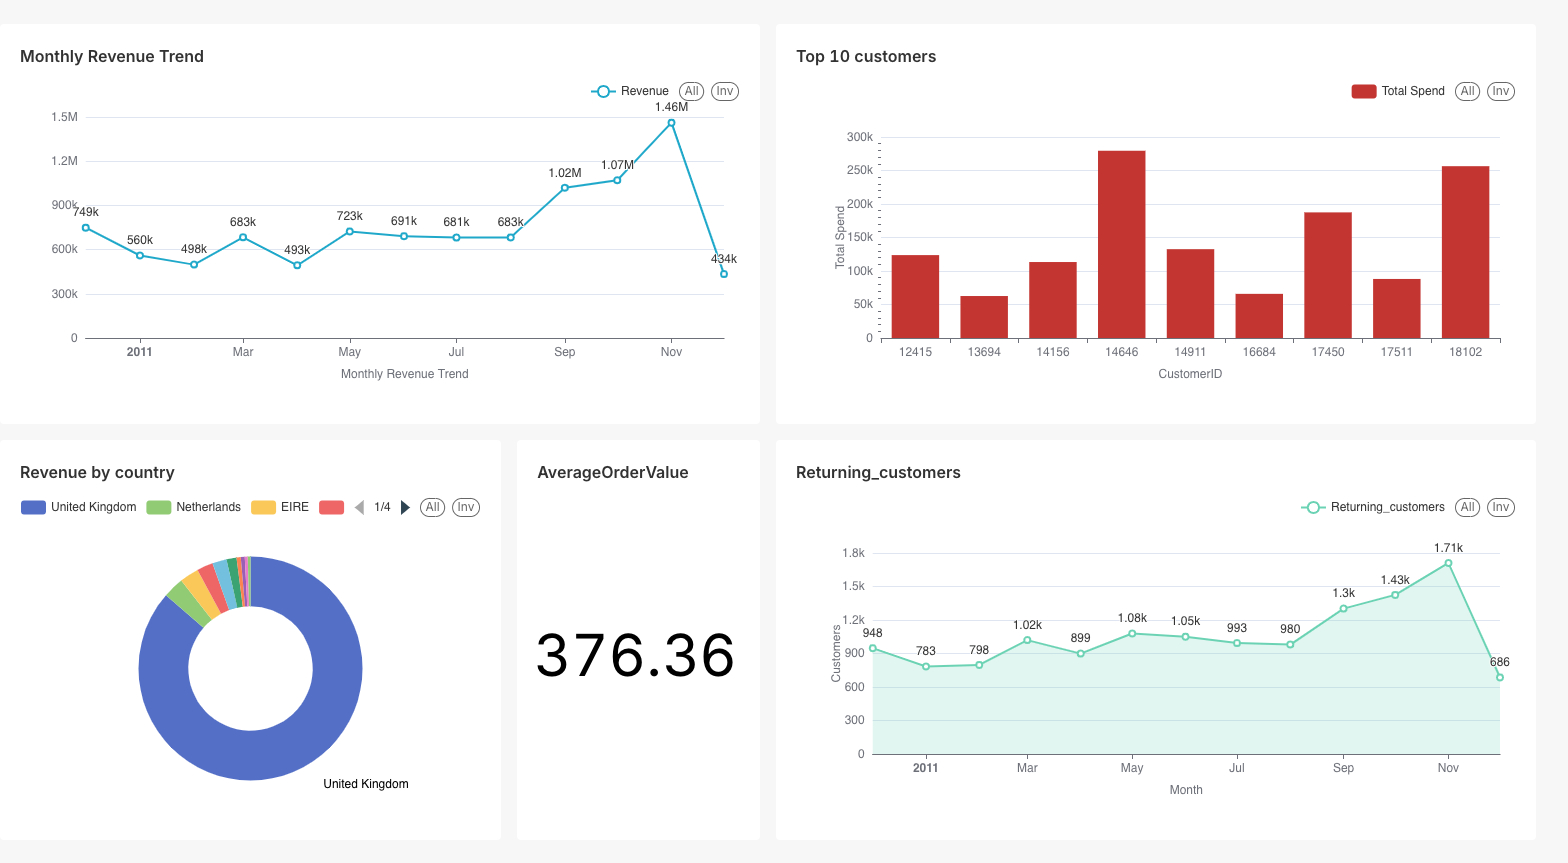 Monthly Revenue Trend
Revenue All Inv
1.5M
1.2M
900k
600k
300k
0
749k
560k
498k
683k
493k
723k
691k
681k
683k
1.02M
1.07M
1.46M
434k
2011 Mar May Jul Sep Nov
Monthly Revenue Trend
Top 10 customers
Total Spend All Inv
Total Spend
300k
250k
200k
150k
100k
50k
0
12415 13694 14156 14646 14911 16684 17450 17511 18102
CustomerID
Revenue by country
United Kingdom Netherlands EIRE 1/4 All Inv
United Kingdom
AverageOrderValue
376.36
Returning_customers
Returning_customers All Inv
Customers
1.8k
1.5k
1.2k
900
600
300
0
948
783
798
1.02k
899
1.08k
1.05k
993
980
1.3k
1.43k
1.71k
686
2011 Mar May Jul Sep Nov
Month